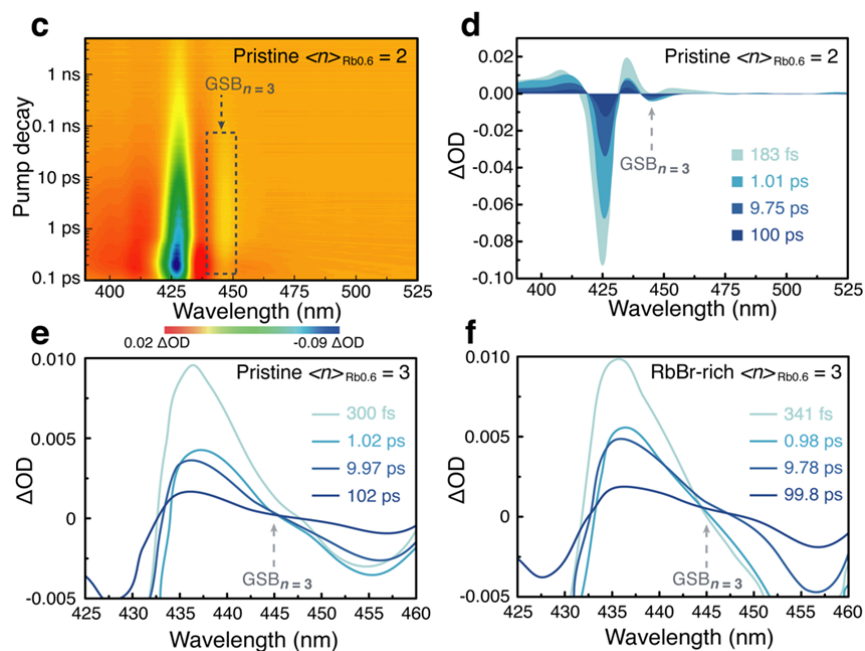 c
Pristine <n>Rb0.6 = 2
GSBn = 3
Pump decay
1 ns
0.1 ns
10 ps
1 ps
0.1 ps
400
425
450
475
500
525
Wavelength (nm)
0.02 ΔOD
-0.09 ΔOD
d
Pristine <n>Rb0.6 = 2
ΔOD
0.02
0.00
-0.02
-0.04
-0.06
-0.08
-0.10
GSBn = 3
183 fs
1.01 ps
9.75 ps
100 ps
400
425
450
475
500
525
Wavelength (nm)
e
Pristine <n>Rb0.6 = 3
ΔOD
0.010
0.005
0
-0.005
300 fs
1.02 ps
9.97 ps
102 ps
GSBn = 3
425
430
435
440
445
450
455
460
Wavelength (nm)
f
RbBr-rich <n>Rb0.6 = 3
ΔOD
0.010
0.005
0
-0.005
341 fs
0.98 ps
9.78 ps
99.8 ps
GSBn = 3
425
430
435
440
445
450
455
460
Wavelength (nm)